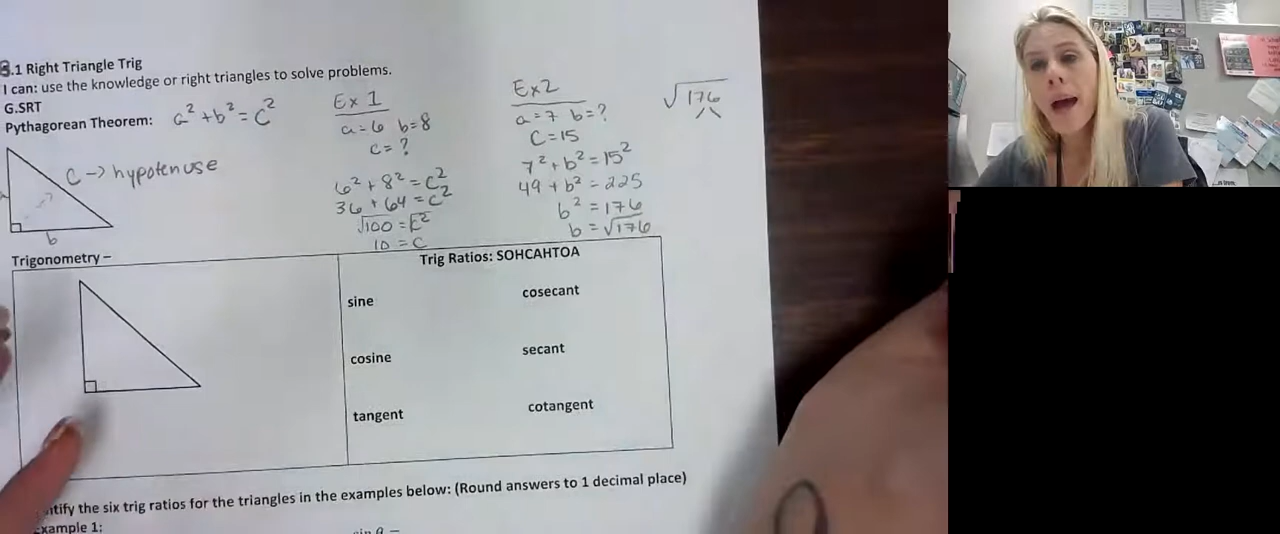 .1 Right Triangle Trig
I can: use the knowledge or right triangles to solve problems.
G.SRT
Pythagorean Theorem: a² + b² = c²
c → hypotenuse
b
Ex 1
a=6 b=8
c=?
6² + 8² = c²
36 + 64 = c²
√100 = √c²
10 = c
Ex 2
a=7 b=?
c=15
7² + b² = 15²
49 + b² = 225
b² = 176
b = √176
√176
Trigonometry –
Trig Ratios: SOHCAHTOA
sine cosecant
cosine secant
tangent cotangent
ntify the six trig ratios for the triangles in the examples below: (Round answers to 1 decimal place)
xample 1: